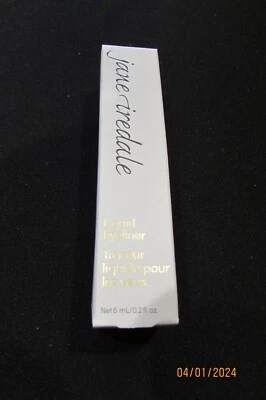 jane iredale
Liquid
Eyeliner
Traceur
liquide pour
les yeux
Net 6 mL/0.2 fl. oz.
04/01/2024